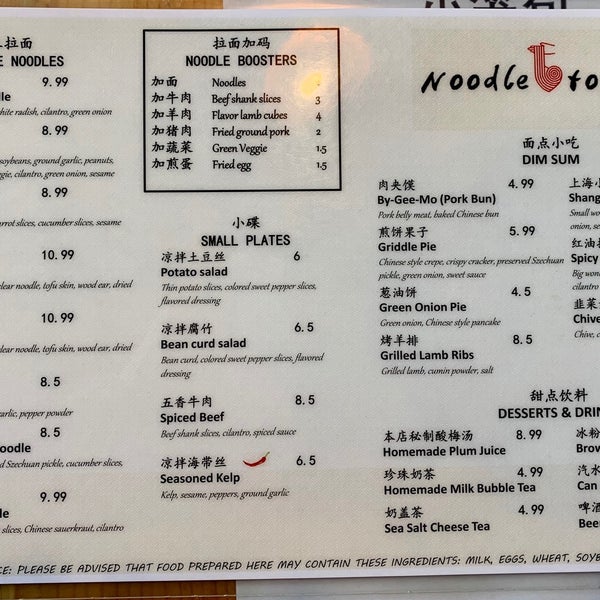 拉面
NOODLES
9.99
white radish, cilantro, green onion
8.99
soybeans, ground garlic, peanuts,
cilantro, green onion, sesame
8.99
slices, cucumber slices, sesame
10.99
noodle, tofu skin, wood ear, dried
10.99
noodle, tofu skin, wood ear, dried
8.5
garlic, pepper powder
8.5
Noodle
Szechuan pickle, cucumber slices,
9.99
slices, Chinese sauerkraut, cilantro
拉面加码
NOODLE BOOSTERS
加面 Noodles
加牛肉 Beef shank slices 3
加羊肉 Flavor lamb cubes 4
加猪肉 Fried ground pork 2
加蔬菜 Green Veggie 1.5
加煎蛋 Fried egg 1.5
小碟
SMALL PLATES
凉拌土豆丝 6
Potato salad
Thin potato slices, colored sweet pepper slices,
flavored dressing
凉拌腐竹 6.5
Bean curd salad
Bean curd, colored sweet pepper slices, flavored
dressing
五香牛肉 8.5
Spiced Beef
Beef shank slices, cilantro, spiced sauce
凉拌海带丝 6.5
Seasoned Kelp
Kelp, sesame, peppers, ground garlic
Noodle to
面点小吃
DIM SUM
肉夹馍 4.99
By-Gee-Mo (Pork Bun)
Pork belly meat, baked Chinese bun
煎饼果子 5.99
Griddle Pie
Chinese style crepe, crispy cracker, preserved Szechuan
pickle, green onion, sweet sauce
葱油饼 4.5
Green Onion Pie
Green onion, Chinese style pancake
烤羊排 8.5
Grilled Lamb Ribs
Grilled lamb, cumin powder, salt
上海小
Shang
Small wo
onion, se
红油
Spicy
Big won
cilantro
韭菜
Chive
Chive, c
甜点饮料
DESSERTS & DRIN
本店秘制酸梅汤 8.99
Homemade Plum Juice
珍珠奶茶 4.99
Homemade Milk Bubble Tea
奶盖茶 4.99
Sea Salt Cheese Tea
冰粉
Brow
汽水
Can
啤酒
Bee
CE: PLEASE BE ADVISED THAT FOOD PREPARED HERE MAY CONTAIN THESE INGREDIENTS: MILK, EGGS, WHEAT, SOYB